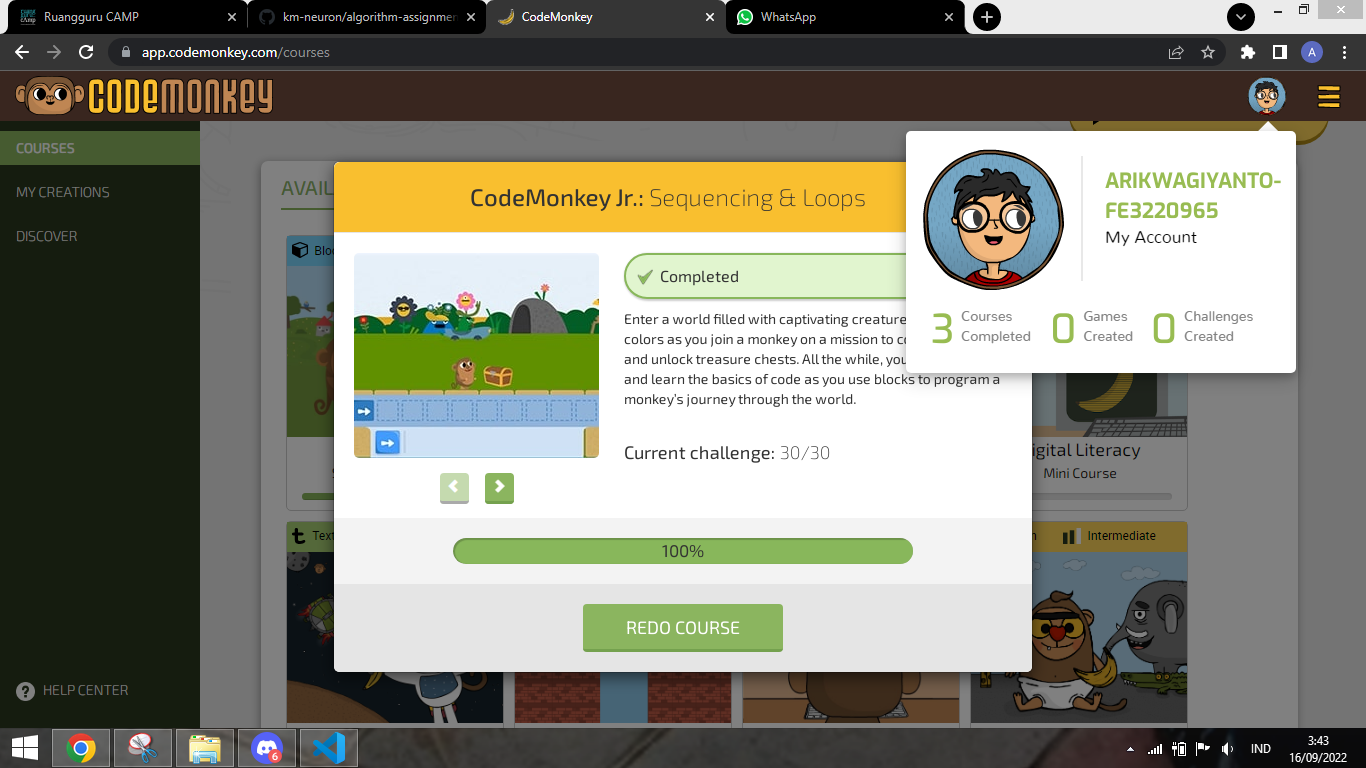 Ruangguru CAMP
km-neuron/algorithm-assignmen
CodeMonkey
WhatsApp
app.codemonkey.com/courses
A
CODEMONKEY
COURSES
MY CREATIONS
DISCOVER
HELP CENTER
AVAIL
Bloc
CodeMonkey Jr.: Sequencing & Loops
Completed
Enter a world filled with captivating creature
colors as you join a monkey on a mission to co
and unlock treasure chests. All the while, you
and learn the basics of code as you use blocks to program a
monkey's journey through the world.
Current challenge: 30/30
100%
REDO COURSE
ARIKWAGIYANTO-
FE3220965
My Account
3 Courses Completed
0 Games Created
0 Challenges Created
igital Literacy
Mini Course
Text
Intermediate
6
IND
3:43
16/09/2022